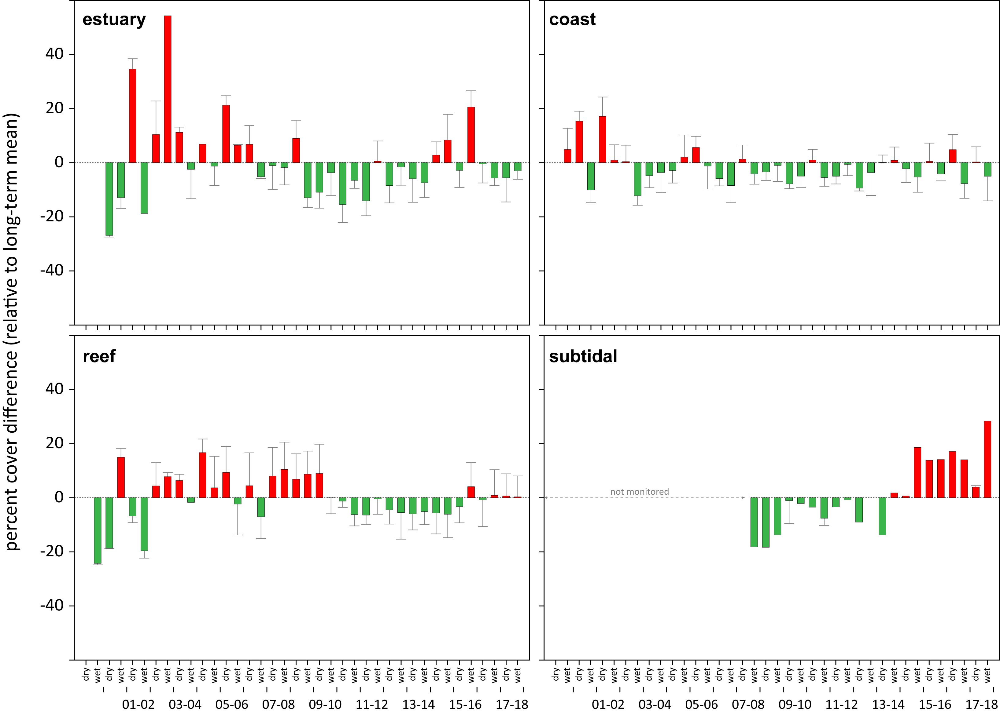 percent cover difference (relative to long-term mean)
estuary
40
20
0
-20
-40
coast
reef
40
20
0
-20
-40
subtidal
not monitored
dry wet dry wet dry wet dry wet dry wet dry wet dry wet dry wet dry wet dry wet dry wet dry wet dry wet dry wet dry wet dry wet dry wet dry wet dry wet
01-02 03-04 05-06 07-08 09-10 11-12 13-14 15-16 17-18
dry wet dry wet dry wet dry wet dry wet dry wet dry wet dry wet dry wet dry wet dry wet dry wet dry wet dry wet dry wet dry wet dry wet dry wet dry wet
01-02 03-04 05-06 07-08 09-10 11-12 13-14 15-16 17-18